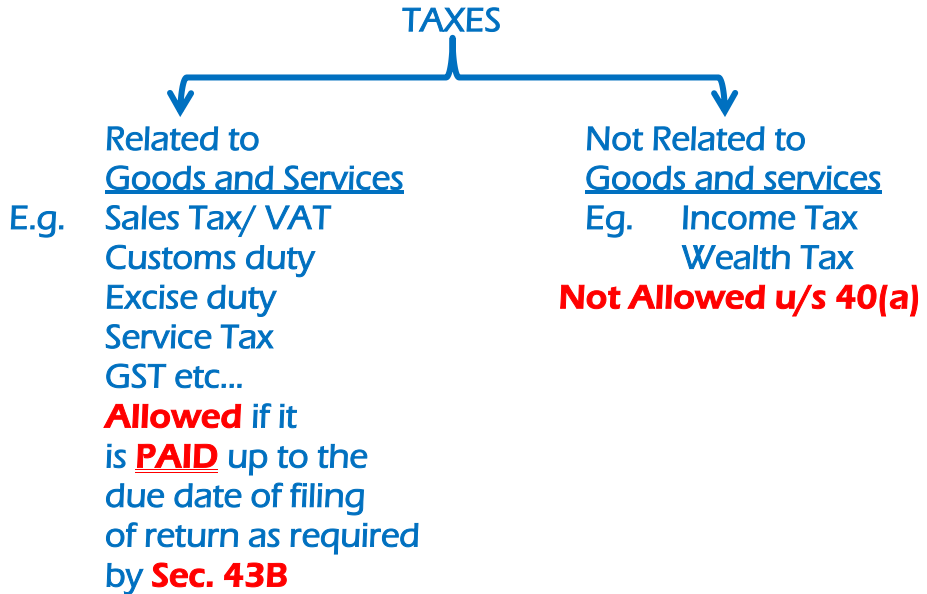 TAXES
Related to
Goods and Services
E.g. Sales Tax/ VAT
Customs duty
Excise duty
Service Tax
GST etc...
Allowed if it
is PAID up to the
due date of filing
of return as required
by Sec. 43B
Not Related to
Goods and services
Eg. Income Tax
Wealth Tax
Not Allowed u/s 40(a)